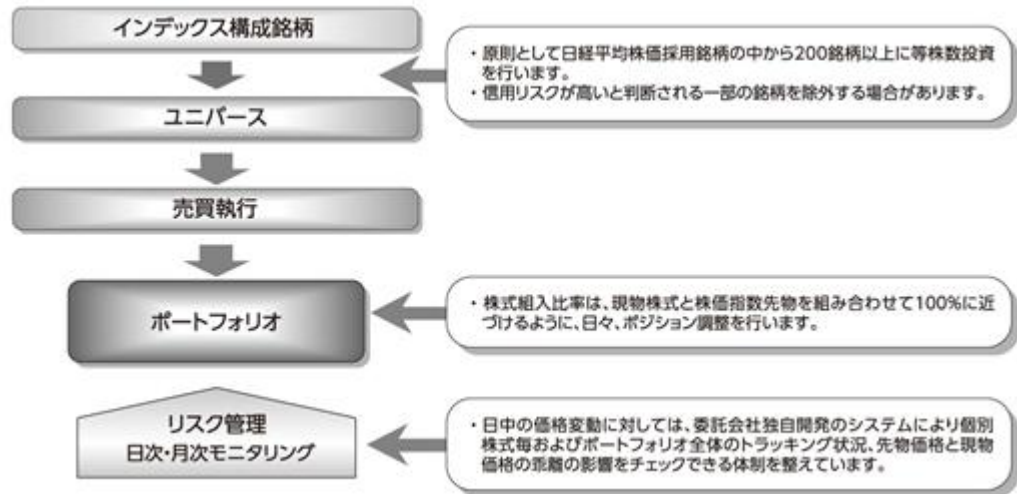 インデックス構成銘柄
・原則として日経平均株価採用銘柄の中から200銘柄以上に等株数投資
を行います。
・信用リスクが高いと判断される一部の銘柄を除外する場合があります。
ユニバース
売買執行
ポートフォリオ
・株式組入比率は、現物株式と株価指数先物を組み合わせて100%に近
づけるように、日々、ポジション調整を行います。
リスク管理
日次・月次モニタリング
・日中の価格変動に対しては、委託会社独自開発のシステムにより個別
株式毎およびポートフォリオ全体のトラッキング状況、先物価格と現物
価格の乖離の影響をチェックできる体制を整えています。